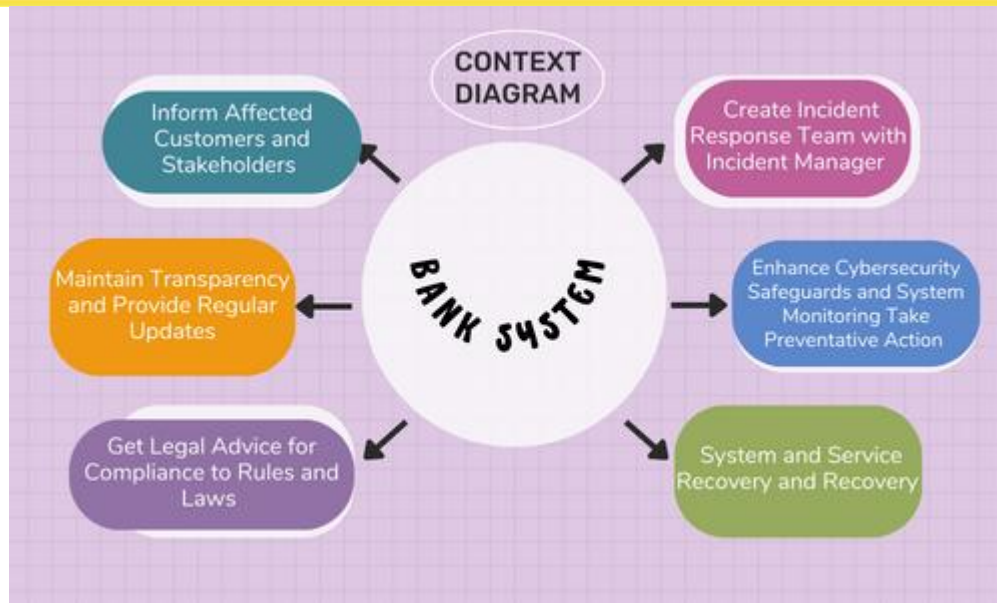 CONTEXT
DIAGRAM
Inform Affected
Customers and
Stakeholders
Create Incident
Response Team with
Incident Manager
BANK SYSTEM
Maintain Transparency
and Provide Regular
Updates
Enhance Cybersecurity
Safeguards and System
Monitoring Take
Preventative Action
Get Legal Advice for
Compliance to Rules and
Laws
System and Service
Recovery and Recovery